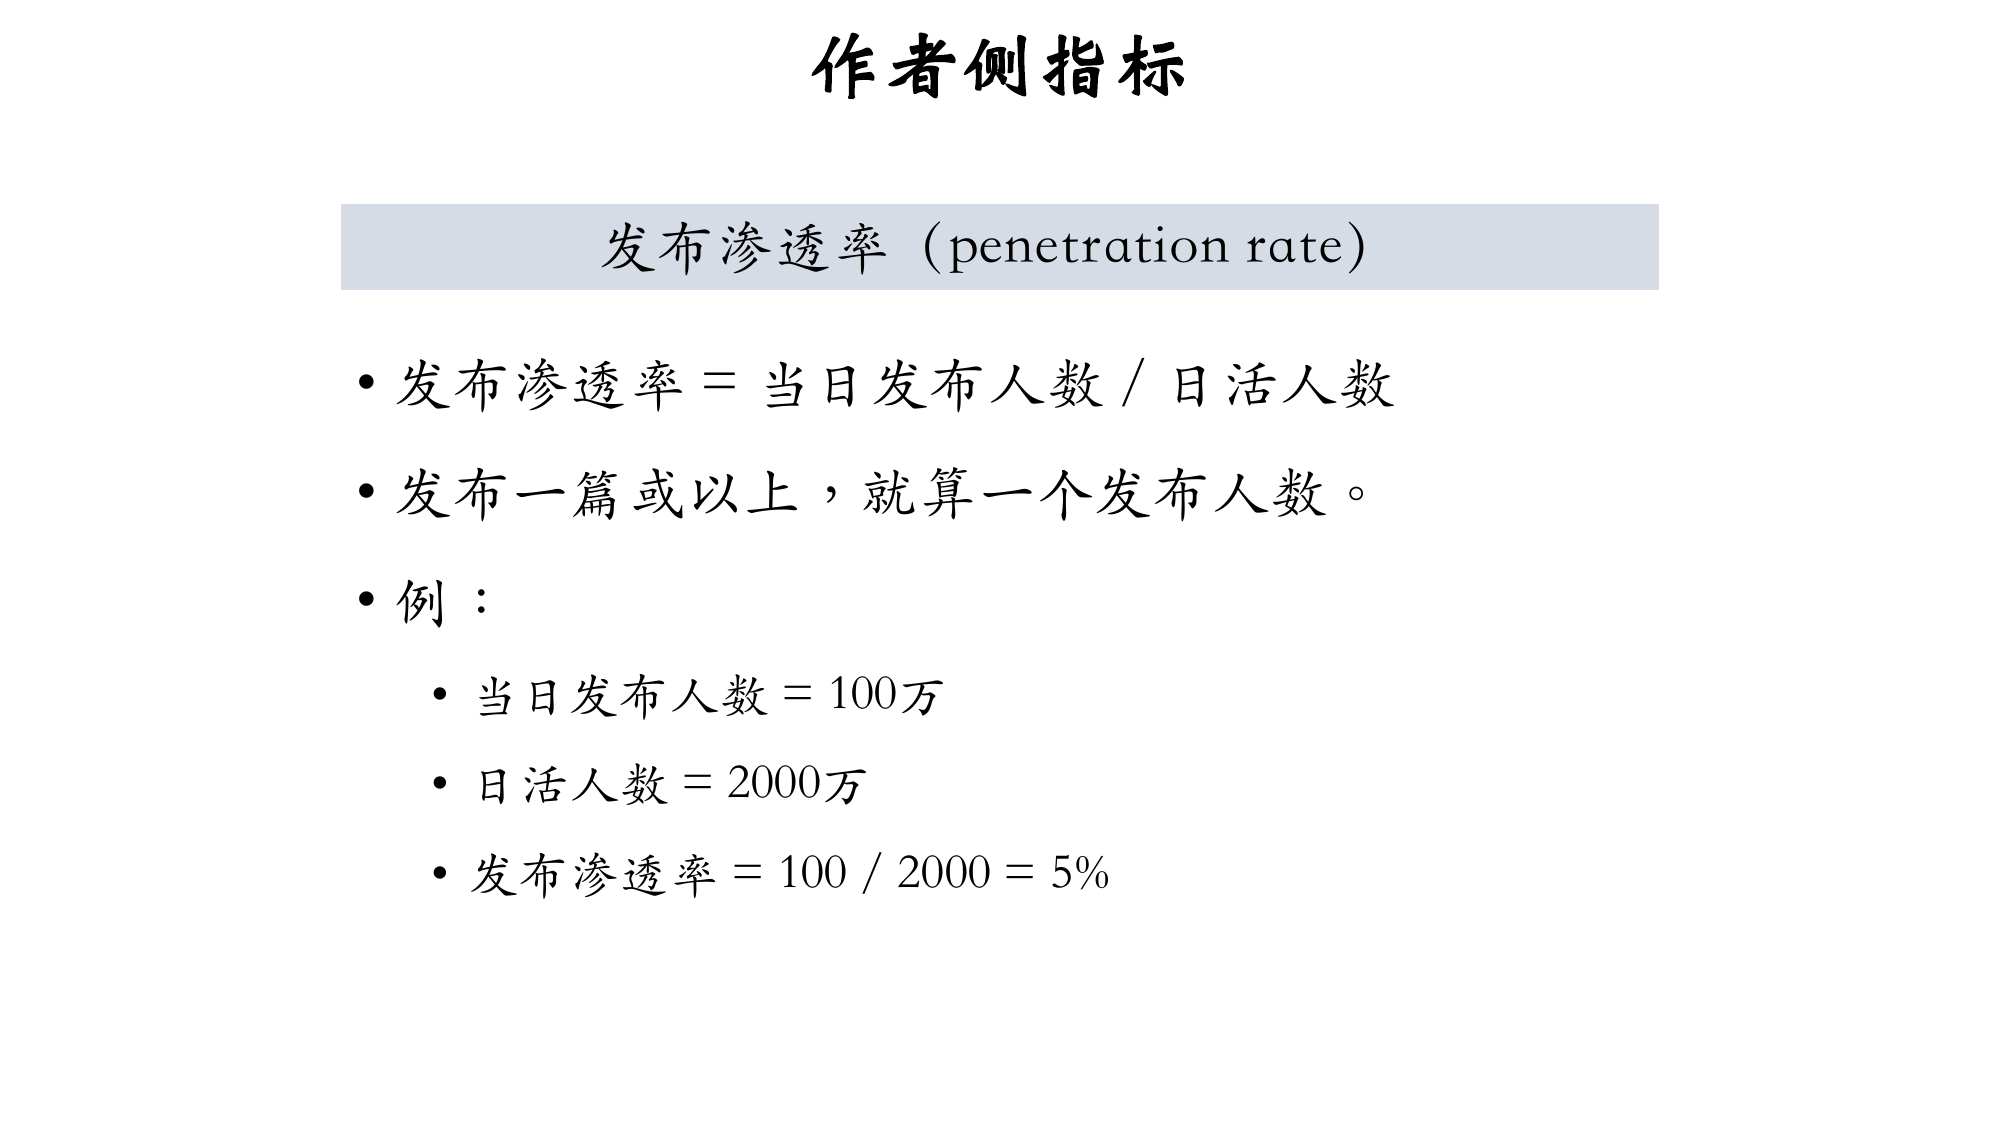 作者侧指标
发布渗透率（penetration rate）
• 发布渗透率 = 当日发布人数 / 日活人数
• 发布一篇或以上，就算一个发布人数。
• 例：
• 当日发布人数 = 100万
• 日活人数 = 2000万
• 发布渗透率 = 100 / 2000 = 5%